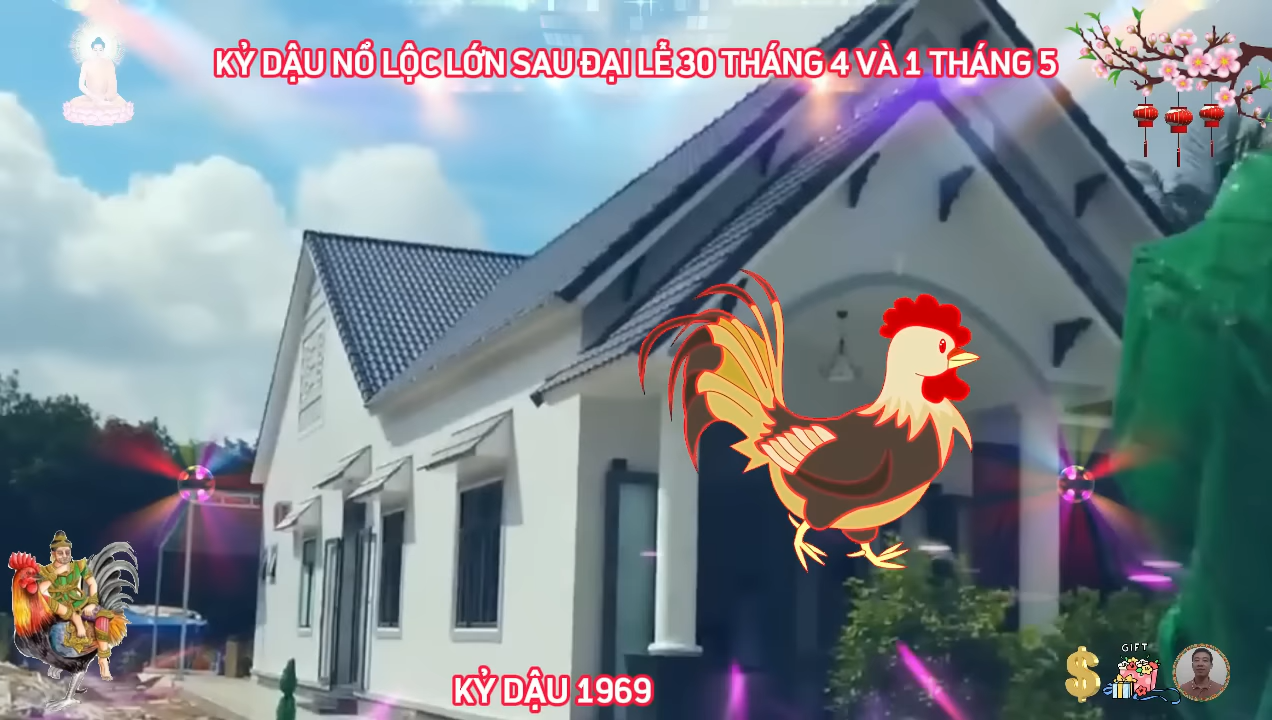 KỶ DẬU NỔ LỘC LỚN SAU ĐẠI LỄ 30 THÁNG 4 VÀ 1 THÁNG 5
GIFT
KỶ DẬU 1969